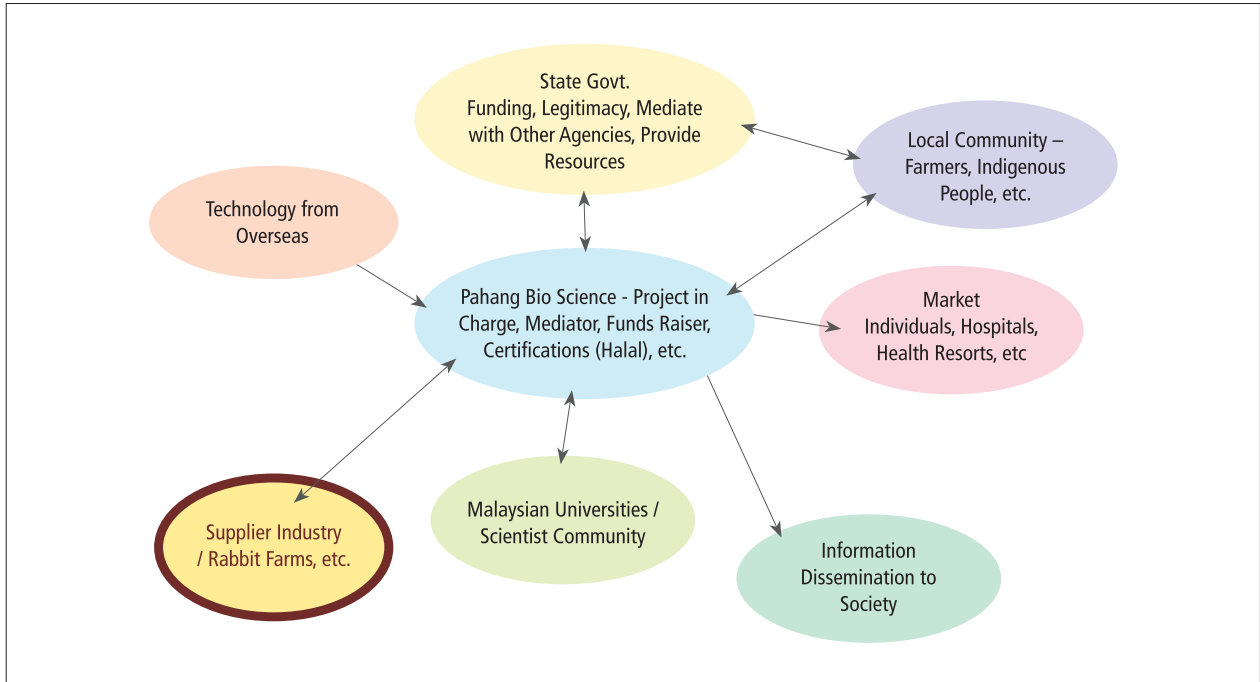 State Govt.
Funding, Legitimacy, Mediate
with Other Agencies, Provide
Resources
Local Community –
Farmers, Indigenous
People, etc.
Technology from
Overseas
Pahang Bio Science - Project in
Charge, Mediator, Funds Raiser,
Certifications (Halal), etc.
Market
Individuals, Hospitals,
Health Resorts, etc
Supplier Industry
/ Rabbit Farms, etc.
Malaysian Universities /
Scientist Community
Information
Dissemination to
Society